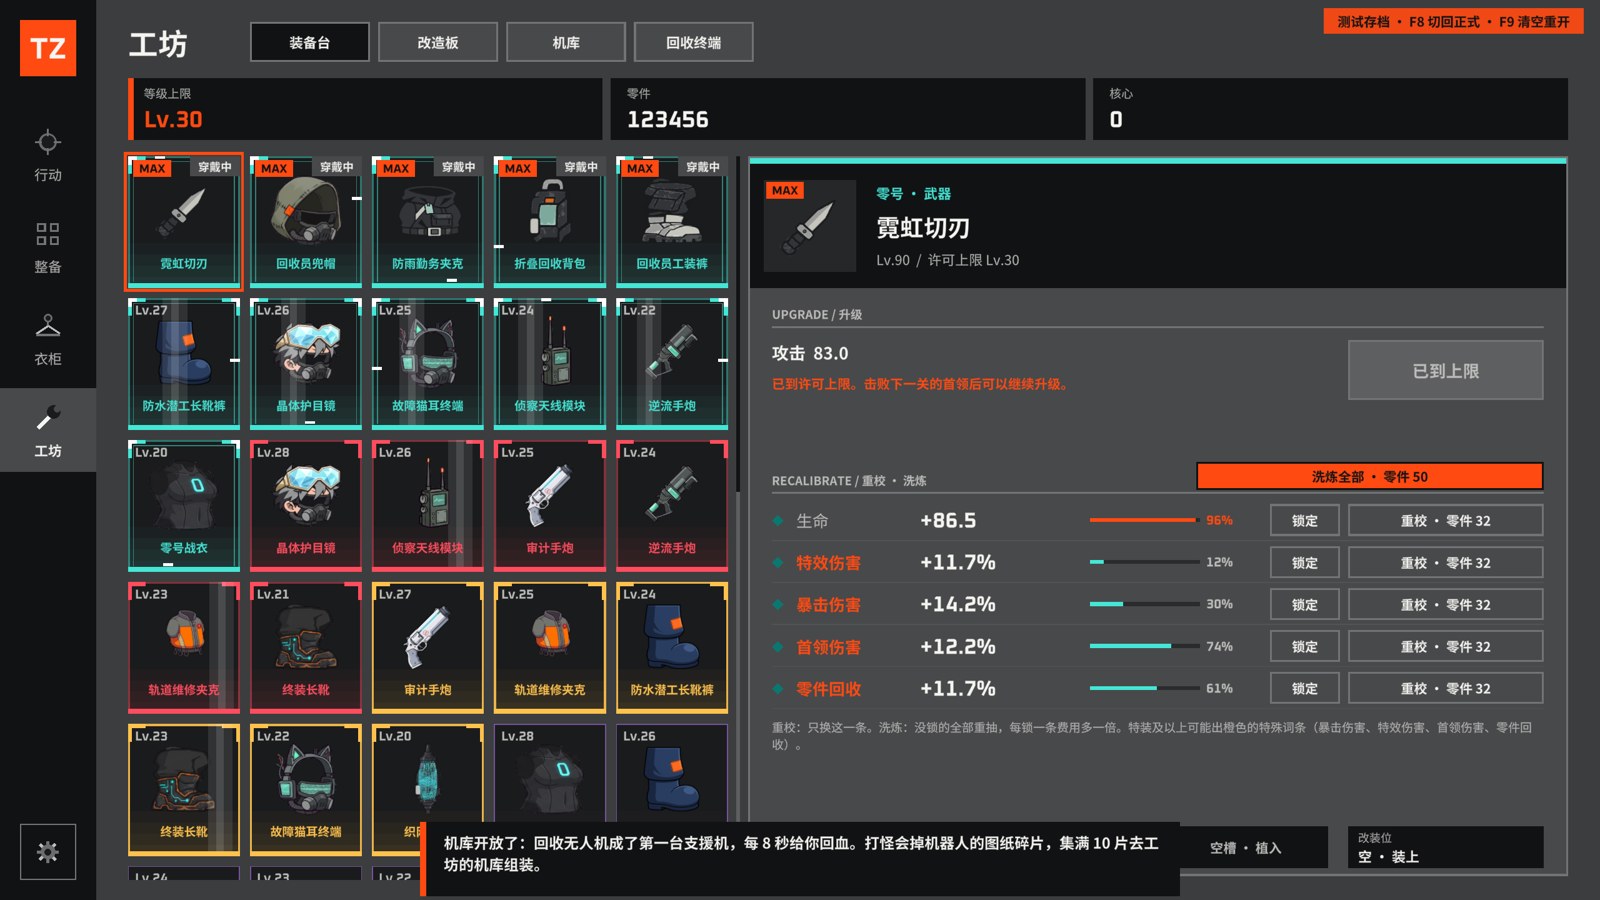 TZ
工坊
装备台
改造板
机库
回收终端
测试存档 · F8 切回正式 · F9 清空重开
等级上限
Lv.30
零件
123456
核心
0
行动
整备
衣柜
工坊
MAX 穿戴中
霓虹切刃
MAX 穿戴中
回收员兜帽
MAX 穿戴中
防雨勤务夹克
MAX 穿戴中
折叠回收背包
MAX 穿戴中
回收员工装裤
Lv.27
防水潜工长靴裤
Lv.26
晶体护目镜
Lv.25
故障猫耳终端
Lv.24
侦察天线模块
Lv.22
逆流手炮
Lv.20
零号战衣
Lv.28
晶体护目镜
Lv.26
侦察天线模块
Lv.25
审计手炮
Lv.24
逆流手炮
Lv.23
轨道维修夹克
Lv.21
终装长靴
Lv.27
审计手炮
Lv.25
轨道维修夹克
Lv.24
防水潜工长靴裤
Lv.23
终装长靴
Lv.22
故障猫耳终端
Lv.20
Lv.28
Lv.26
Lv.24
Lv.23
Lv.22
MAX
零号 · 武器
霓虹切刃
Lv.90 / 许可上限 Lv.30
UPGRADE / 升级
攻击 83.0
已到许可上限。击败下一关的首领后可以继续升级。
已到上限
RECALIBRATE / 重校 · 洗炼
洗炼全部 · 零件 50
生命 +86.5 96% 锁定 重校 · 零件 32
特效伤害 +11.7% 12% 锁定 重校 · 零件 32
暴击伤害 +14.2% 30% 锁定 重校 · 零件 32
首领伤害 +12.2% 74% 锁定 重校 · 零件 32
零件回收 +11.7% 61% 锁定 重校 · 零件 32
重校：只换这一条。洗炼：没锁的全部重抽，每锁一条费用多一倍。特装及以上可能出橙色的特殊词条（暴击伤害、特效伤害、首领伤害、零件回
收）。
空槽 · 植入
改装位
空 · 装上
机库开放了：回收无人机成了第一台支援机，每 8 秒给你回血。打怪会掉机器人的图纸碎片，集满 10 片去工
坊的机库组装。